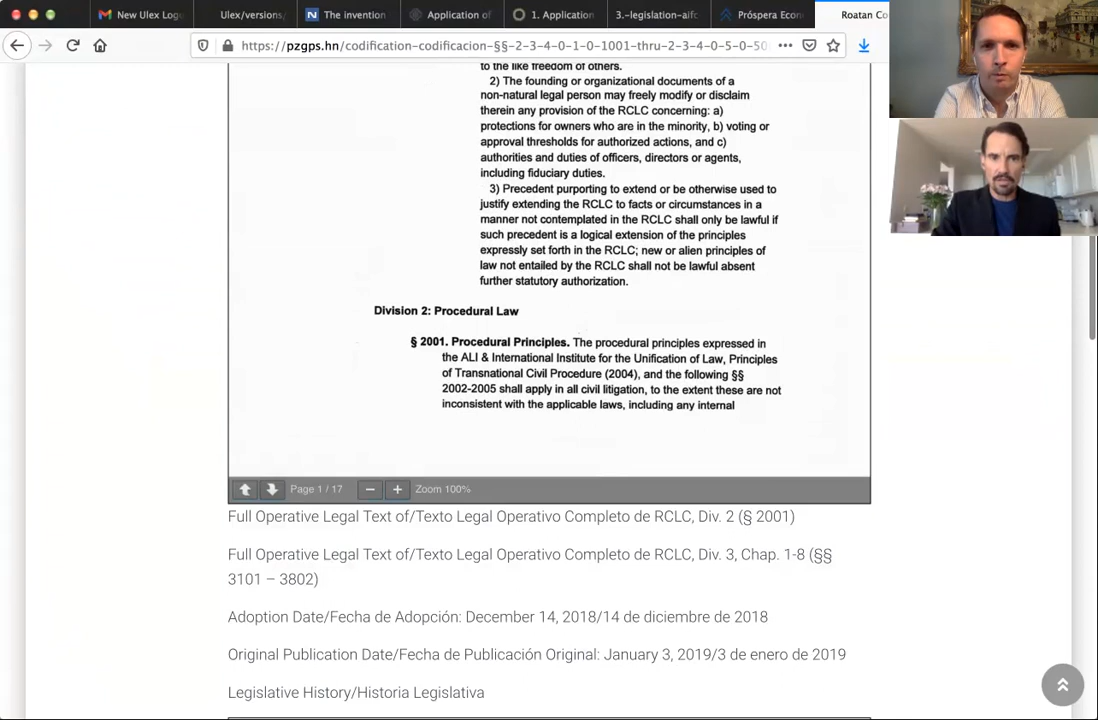 New Ulex Logo
Ulex/versions/
The invention
Application of
1. Application
3.-legislation-aifc
Próspera Econ
Roatan Co
https://pzgps.hn/codification-codificacion-§§-2-3-4-0-1-0-1001-thru-2-3-4-0-5-0-50
to the like freedom of others.
2) The founding or organizational documents of a
non-natural legal person may freely modify or disclaim
therein any provision of the RCLC concerning: a)
protections for owners who are in the minority, b) voting or
approval thresholds for authorized actions, and c)
authorities and duties of officers, directors or agents,
including fiduciary duties.
3) Precedent purporting to extend or be otherwise used to
justify extending the RCLC to facts or circumstances in a
manner not contemplated in the RCLC shall only be lawful if
such precedent is a logical extension of the principles
expressly set forth in the RCLC; new or alien principles of
law not entailed by the RCLC shall not be lawful absent
further statutory authorization.
Division 2: Procedural Law
§ 2001. Procedural Principles. The procedural principles expressed in
the ALI & International Institute for the Unification of Law, Principles
of Transnational Civil Procedure (2004), and the following §§
2002-2005 shall apply in all civil litigation, to the extent these are not
inconsistent with the applicable laws, including any internal
Page 1 / 17
Zoom 100%
Full Operative Legal Text of/Texto Legal Operativo Completo de RCLC, Div. 2 (§ 2001)
Full Operative Legal Text of/Texto Legal Operativo Completo de RCLC, Div. 3, Chap. 1-8 (§§
3101 – 3802)
Adoption Date/Fecha de Adopción: December 14, 2018/14 de diciembre de 2018
Original Publication Date/Fecha de Publicación Original: January 3, 2019/3 de enero de 2019
Legislative History/Historia Legislativa